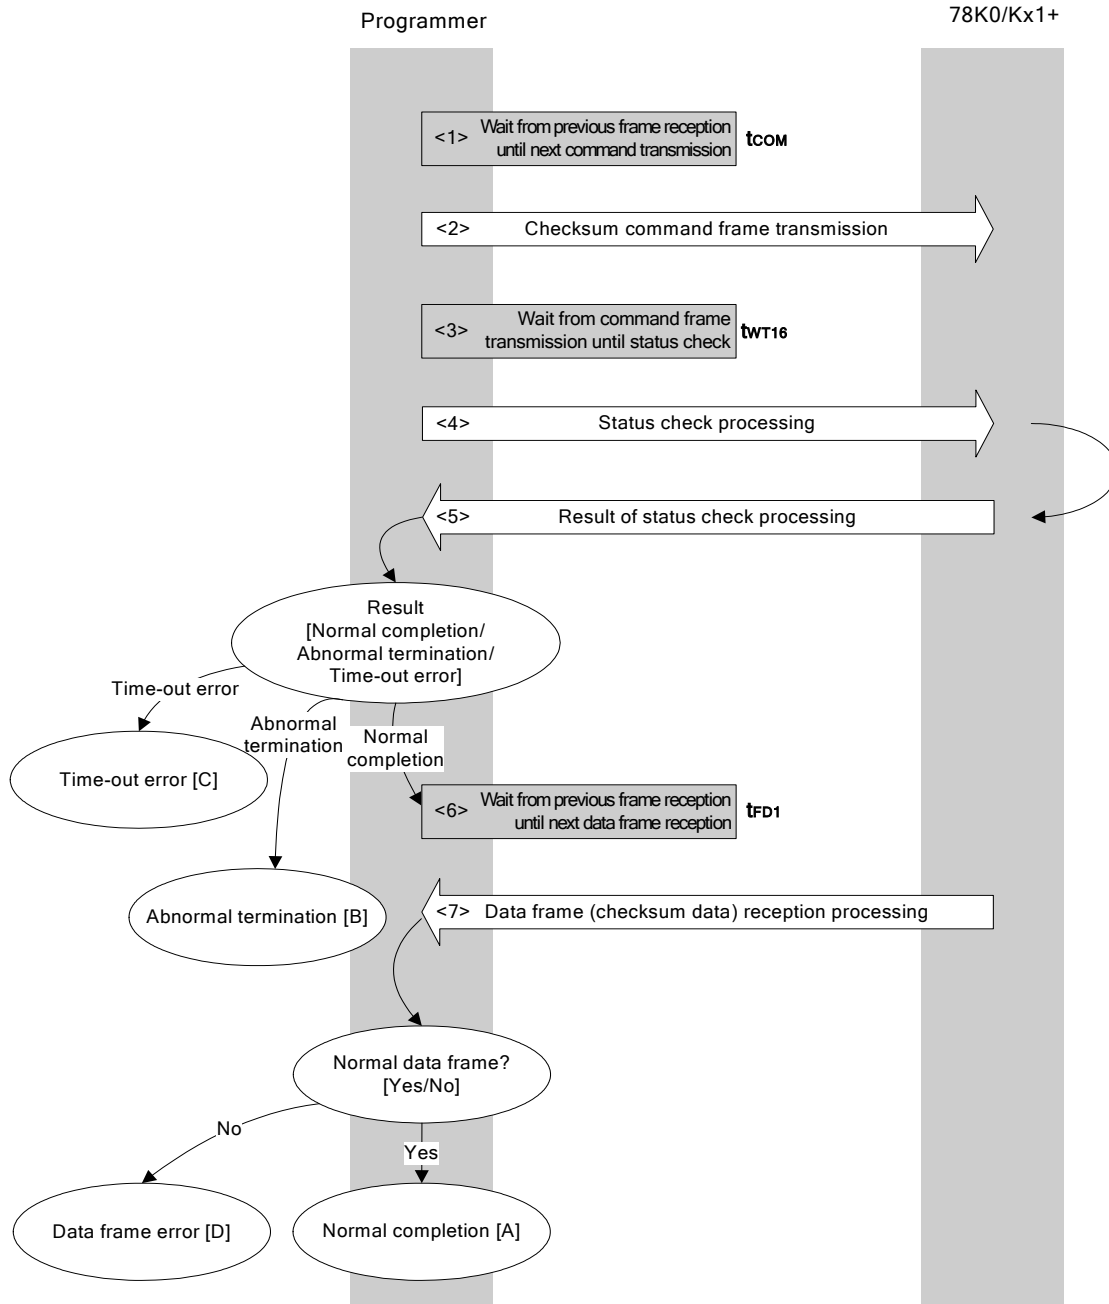 Programmer
78K0/Kx1+
<1> Wait from previous frame reception
until next command transmission
tCOM
<2> Checksum command frame transmission
<3> Wait from command frame
transmission until status check
tWT16
<4> Status check processing
<5> Result of status check processing
Result
[Normal completion/
Abnormal termination/
Time-out error]
Time-out error
Abnormal
termination
Normal
completion
Time-out error [C]
<6> Wait from previous frame reception
until next data frame reception
tFD1
Abnormal termination [B]
<7> Data frame (checksum data) reception processing
Normal data frame?
[Yes/No]
No
Yes
Data frame error [D]
Normal completion [A]